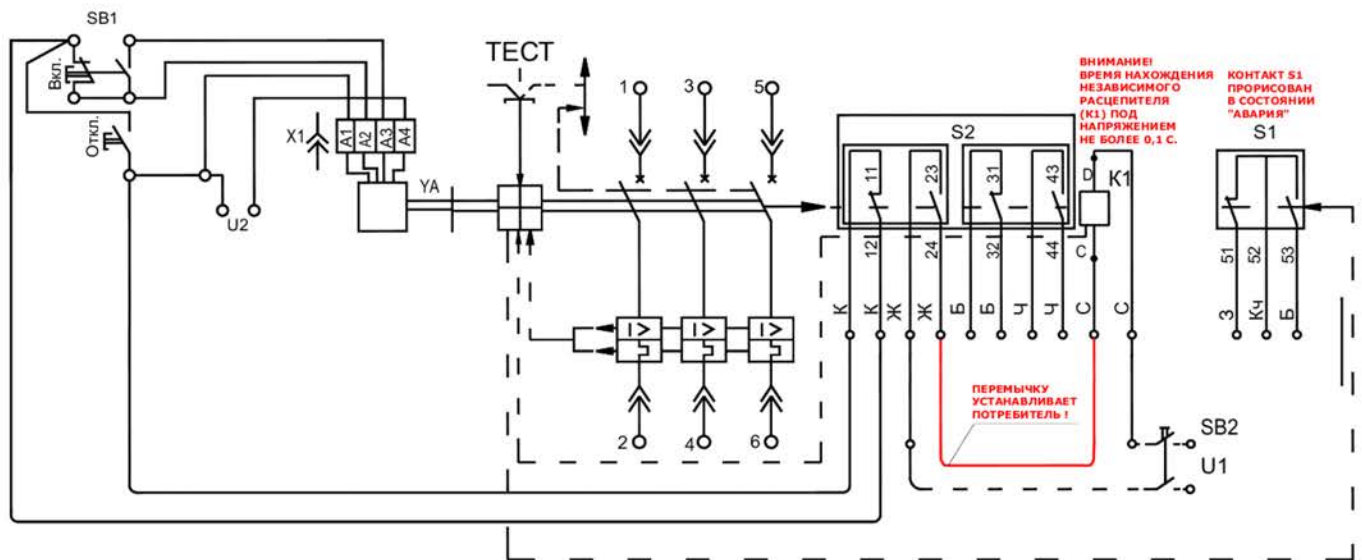 SB1
Вкл.
Откл.
U2
X1
A1
A2
A3
A4
YA
ТЕСТ
1
3
5
2
4
6
S2
11
23
31
43
12
24
32
44
D
K1
C
К
К
Ж
Ж
Б
Б
Ч
Ч
С
С
ВНИМАНИЕ!
ВРЕМЯ НАХОЖДЕНИЯ
НЕЗАВИСИМОГО
РАСЦЕПИТЕЛЯ
(К1) ПОД
НАПРЯЖЕНИЕМ
НЕ БОЛЕЕ 0,1 С.
КОНТАКТ S1
ПРОРИСОВАН
В СОСТОЯНИИ
"АВАРИЯ"
S1
51
52
53
З
Кч
Б
ПЕРЕМЫЧКУ
УСТАНАВЛИВАЕТ
ПОТРЕБИТЕЛЬ !
SB2
U1